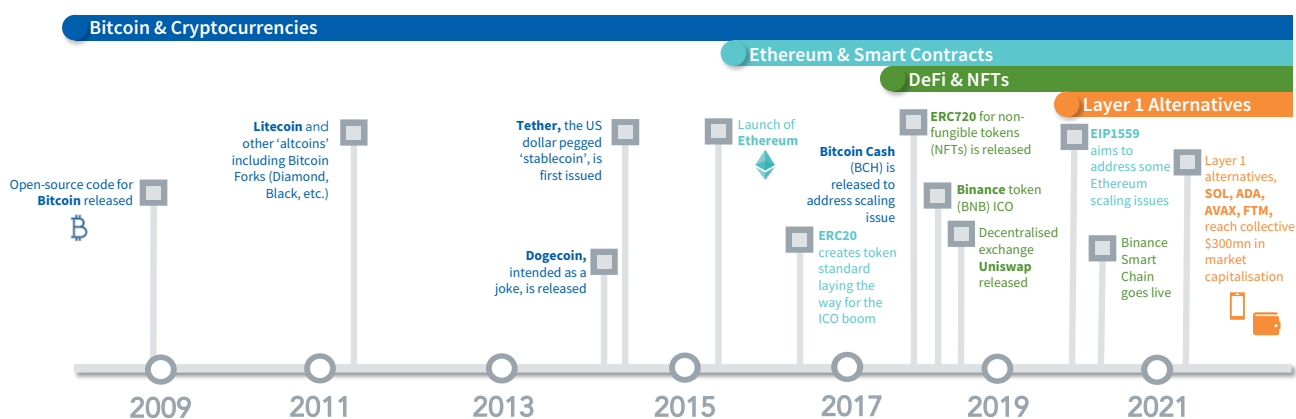 Bitcoin & Cryptocurrencies
Ethereum & Smart Contracts
DeFi & NFTs
Layer 1 Alternatives
Open-source code for
Bitcoin released
Litecoin and
other ‘altcoins’
including Bitcoin
Forks (Diamond,
Black, etc.)
Dogecoin,
intended as a
joke, is released
Tether, the US
dollar pegged
‘stablecoin’, is
first issued
Launch of
Ethereum
ERC20
creates token
standard
laying the
way for the
ICO boom
Bitcoin Cash
(BCH) is
released to
address scaling
issue
ERC720 for non-
fungible tokens
(NFTs) is released
Binance token
(BNB) ICO
Decentralised
exchange
Uniswap
released
EIP1559
aims to
address some
Ethereum
scaling issues
Binance
Smart
Chain
goes live
Layer 1
alternatives,
SOL, ADA,
AVAX, FTM,
reach collective
$300mn in
market
capitalisation
2009
2011
2013
2015
2017
2019
2021